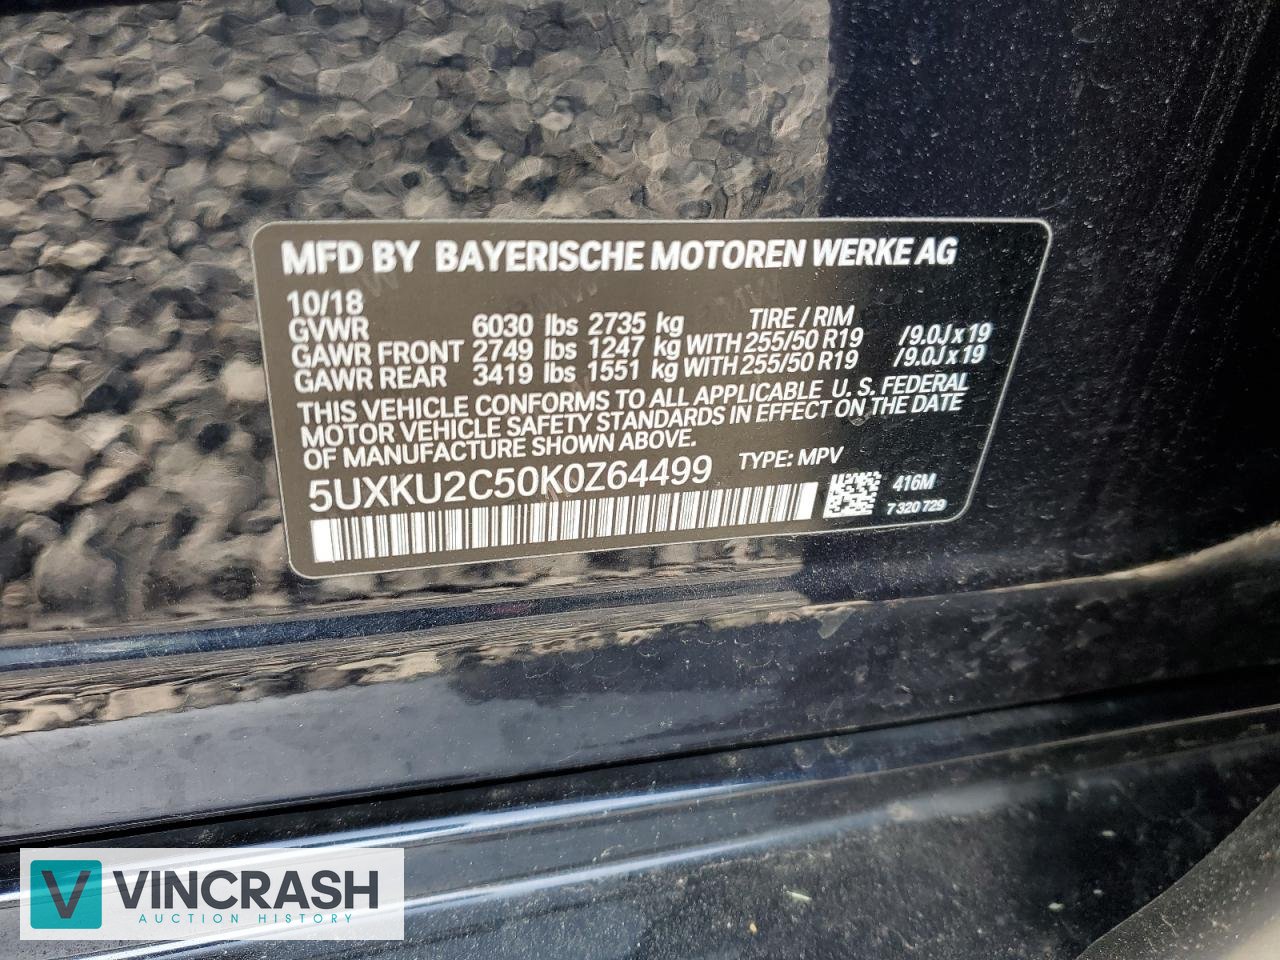 MFD BY BAYERISCHE MOTOREN WERKE AG
10/18
GVWR 6030 lbs 2735 kg TIRE / RIM
GAWR FRONT 2749 lbs 1247 kg WITH 255/50 R19 /9.0J x 19
GAWR REAR 3419 lbs 1551 kg WITH 255/50 R19 /9.0J x 19
THIS VEHICLE CONFORMS TO ALL APPLICABLE U. S. FEDERAL
MOTOR VEHICLE SAFETY STANDARDS IN EFFECT ON THE DATE
OF MANUFACTURE SHOWN ABOVE.
5UXKU2C50K0Z64499 TYPE: MPV
416M
7 320 729
V VINCRASH
AUCTION HISTORY